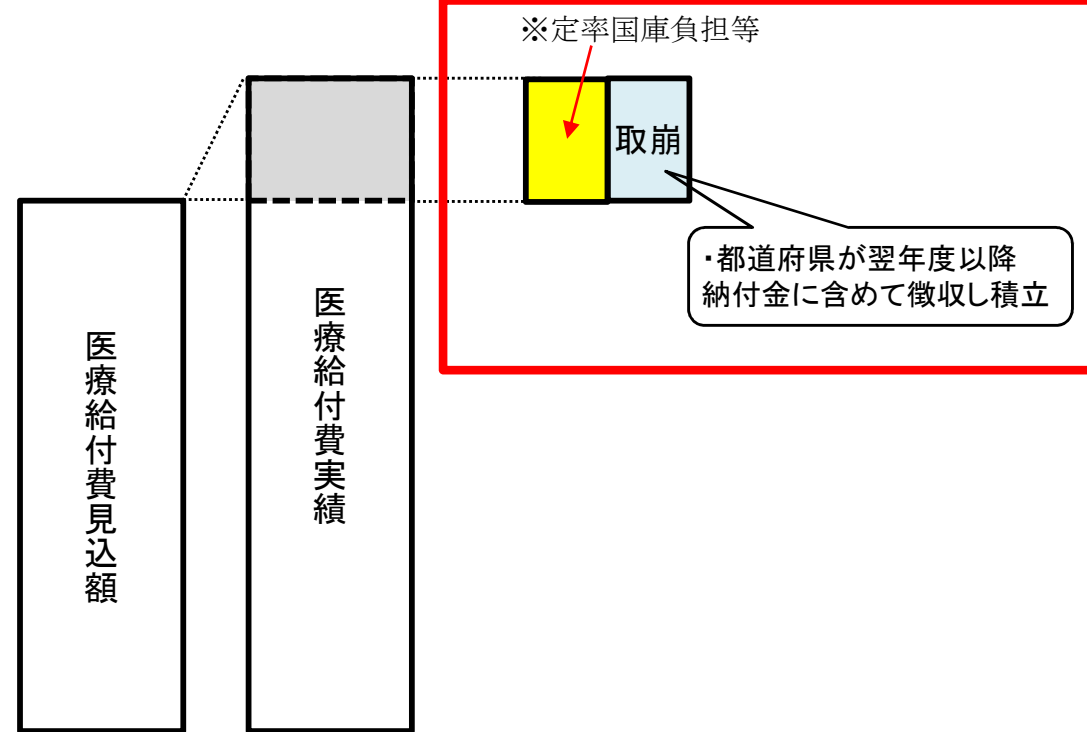 ※定率国庫負担等
取崩
・都道府県が翌年度以降
納付金に含めて徴収し積立
医療給付費実績
医療給付費見込額